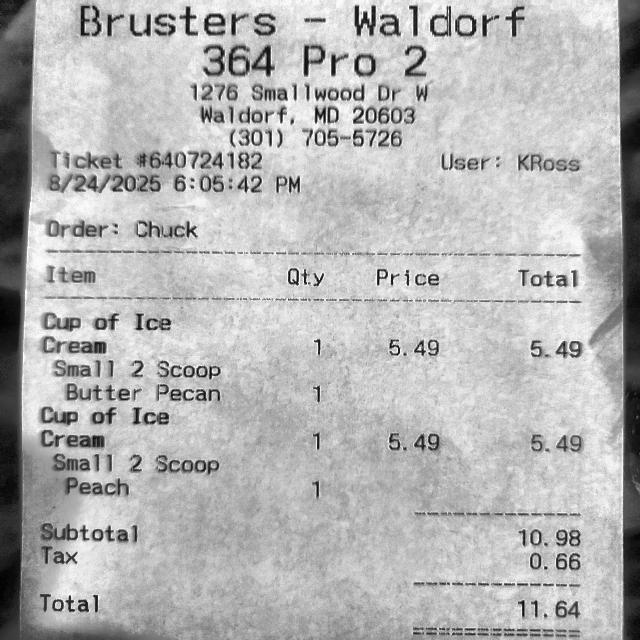 Brusters - Waldorf
364 Pro 2
1276 Smallwood Dr W
Waldorf, MD 20603
(301) 705-5726
Ticket #640724182 User: KRoss
8/24/2025 6:05:42 PM
Order: Chuck
Item Qty Price Total
Cup of Ice
Cream 1 5.49 5.49
Small 2 Scoop
Butter Pecan 1
Cup of Ice
Cream 1 5.49 5.49
Small 2 Scoop
Peach 1
Subtotal 10.98
Tax 0.66
Total 11.64